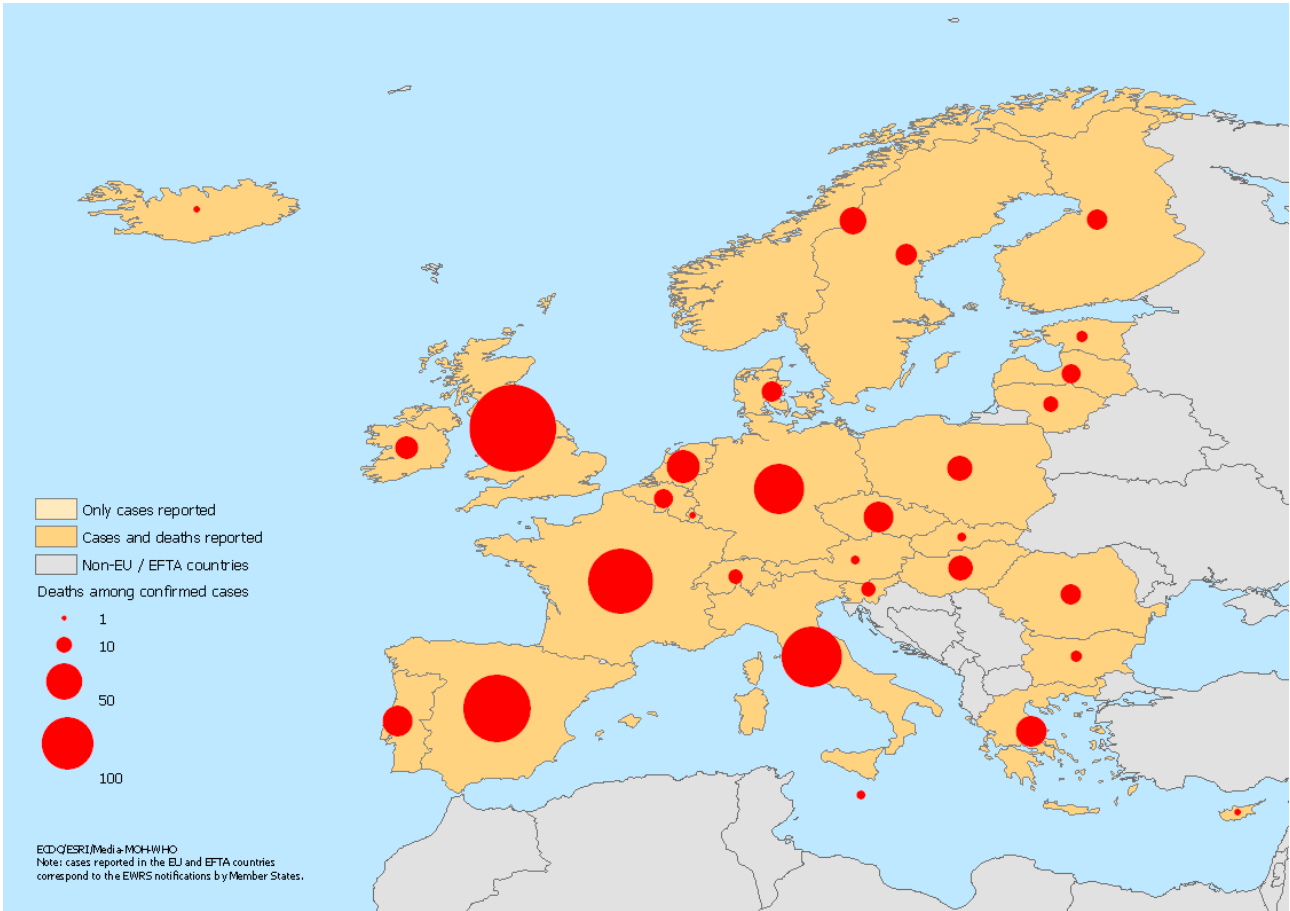 Only cases reported
Cases and deaths reported
Non-EU / EFTA countries
Deaths among confirmed cases
1
10
50
100
ECDC/ESRI/Media-MOH-WHO
Note: cases reported in the EU and EFTA countries
correspond to the EWRS notifications by Member States.